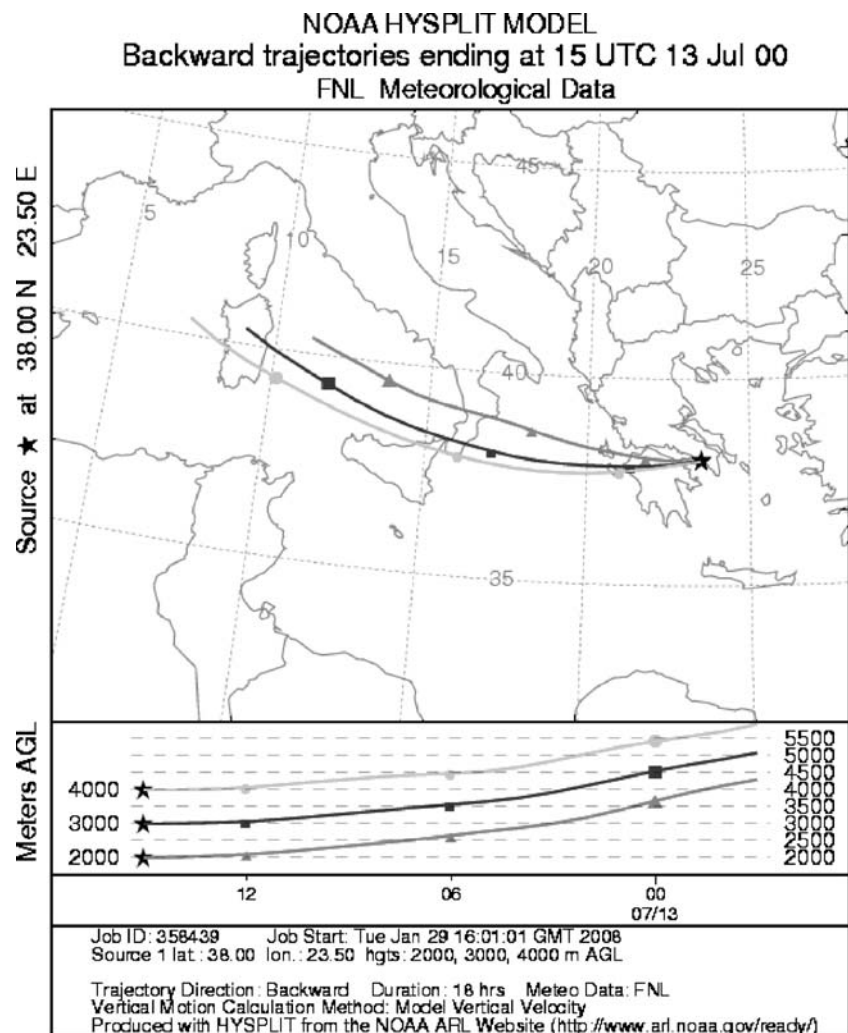 NOAA HYSPLIT MODEL
Backward trajectories ending at 15 UTC 13 Jul 00
FNL Meteorological Data
Source ★ at 38.00 N 23.50 E
45
5
10
15
20
25
40
35
Meters AGL
4000
3000
2000
5500
5000
4500
4000
3500
3000
2500
2000
12 06 00
07/13
Job ID: 358439 Job Start: Tue Jan 29 16:01:01 GMT 2008
Source 1 lat.: 38.00 lon.: 23.50 hgts: 2000, 3000, 4000 m AGL
Trajectory Direction: Backward Duration: 18 hrs Meteo Data: FNL
Vertical Motion Calculation Method: Model Vertical Velocity
Produced with HYSPLIT from the NOAA ARL Website (http://www.arl.noaa.gov/ready/)